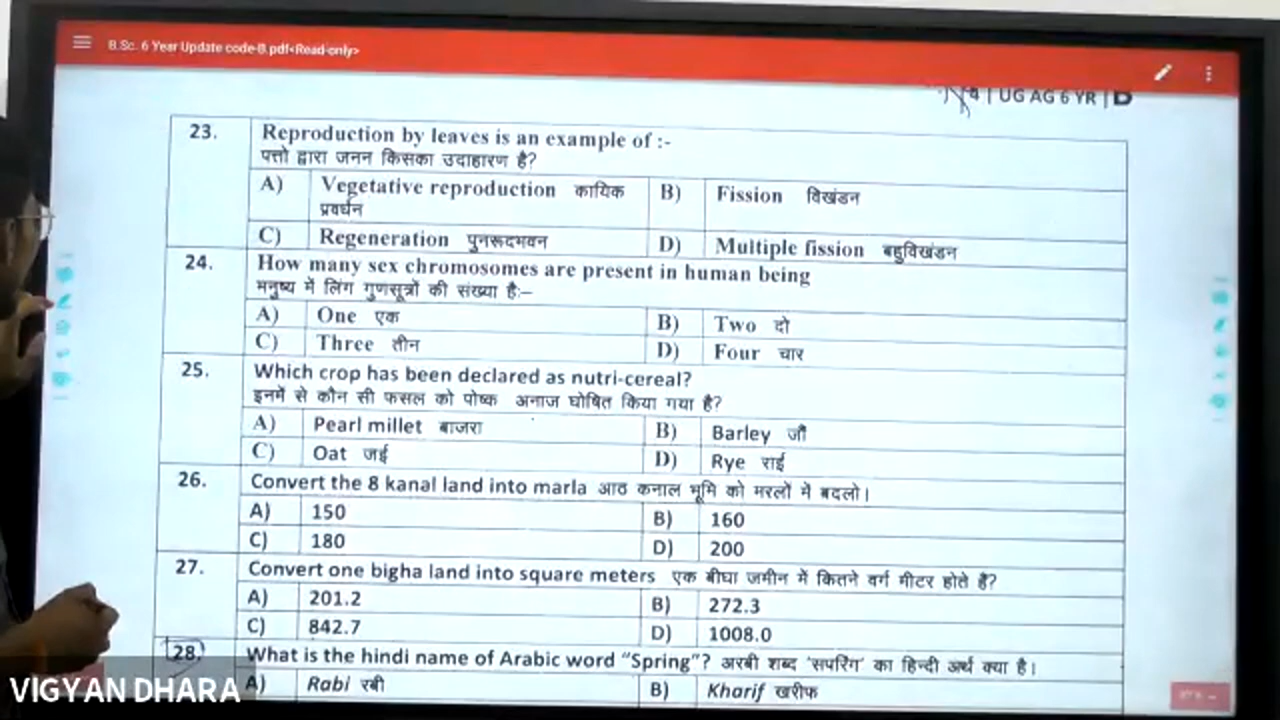 B.Sc. 6 Year Update code-B.pdf<Read-only>
| UG AG 6 YR | D
23. Reproduction by leaves is an example of :-
पत्तो द्वारा जनन किसका उदाहारण है?
A) Vegetative reproduction कायिक प्रवर्धन B) Fission विखंडन
C) Regeneration पुनरूदभवन D) Multiple fission बहुविखंडन
24. How many sex chromosomes are present in human being
मनुष्य में लिंग गुणसूत्रों की संख्या है:–
A) One एक B) Two दो
C) Three तीन D) Four चार
25. Which crop has been declared as nutri-cereal?
इनमें से कौन सी फसल को पोष्क अनाज घोषित किया गया है?
A) Pearl millet बाजरा B) Barley जौ
C) Oat जई D) Rye राई
26. Convert the 8 kanal land into marla आठ कनाल भूमि को मरलों में बदलो।
A) 150 B) 160
C) 180 D) 200
27. Convert one bigha land into square meters एक बीघा जमीन में कितने वर्ग मीटर होते हैं?
A) 201.2 B) 272.3
C) 842.7 D) 1008.0
28. What is the hindi name of Arabic word “Spring”? अरबी शब्द 'सपरिंग' का हिन्दी अर्थ क्या है।
A) Rabi रबी B) Kharif खरीफ
VIGYAN DHARA